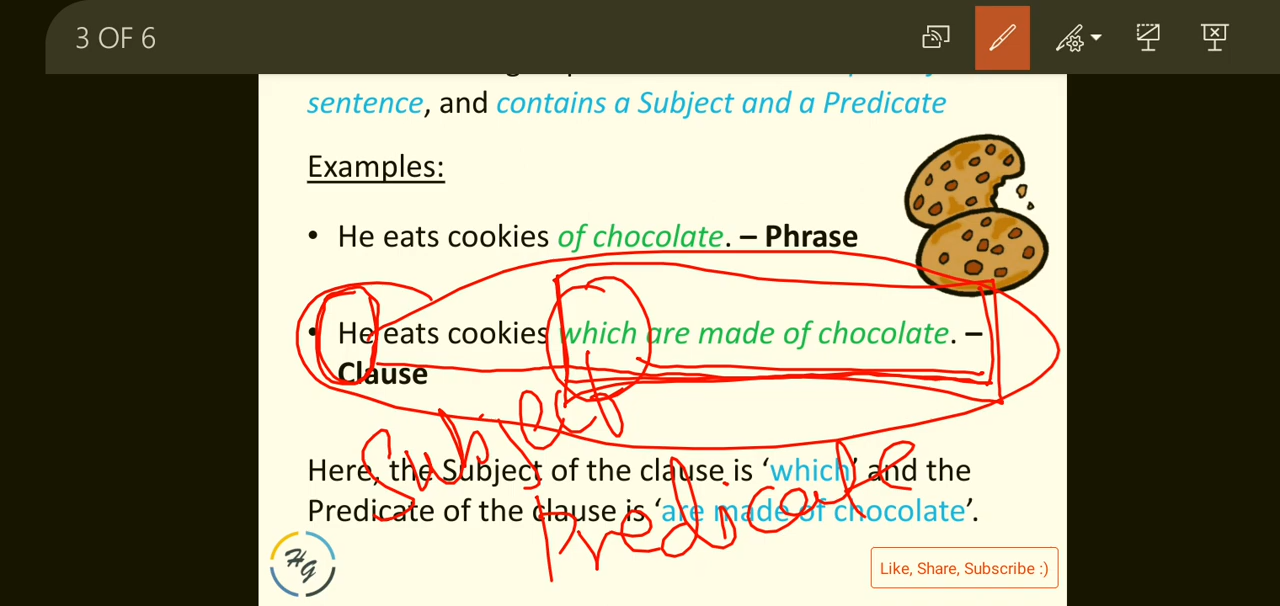 3 OF 6
sentence, and contains a Subject and a Predicate
Examples:
• He eats cookies of chocolate. – Phrase
• He eats cookies which are made of chocolate. –
Clause
Subject
Here, the Subject of the clause is ‘which’ and the
Predicate of the clause is ‘are made of chocolate’.
Predicate
HG
Like, Share, Subscribe :)